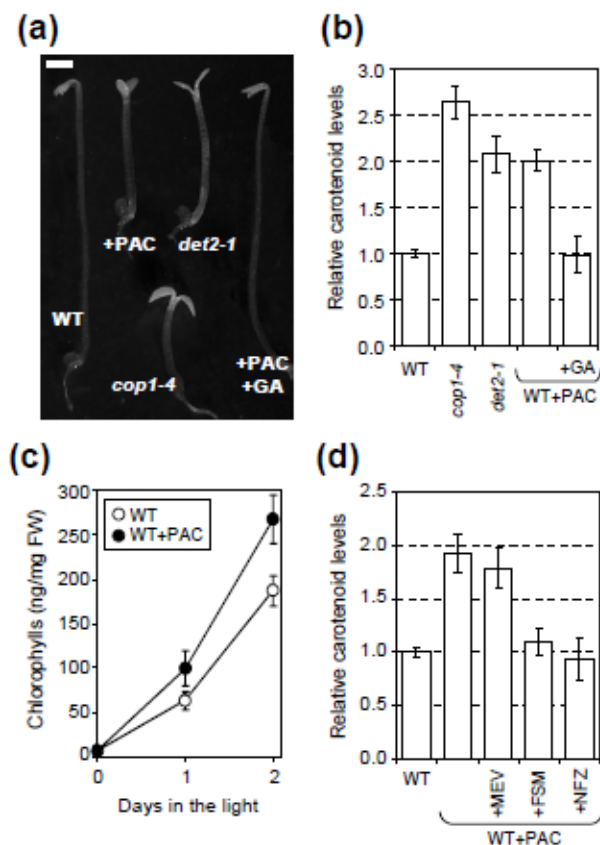 (a)
+PAC
det2-1
WT
cop1-4
+PAC
+GA
(b)
Relative carotenoid levels
3.0
2.5
2.0
1.5
1.0
0.5
0.0
WT
cop1-4
det2-1
+GA
WT+PAC
(c)
Chlorophylls (ng/mg FW)
300
250
200
150
100
50
0
WT
WT+PAC
0
1
2
Days in the light
(d)
Relative carotenoid levels
2.5
2.0
1.5
1.0
0.5
0.0
WT
+MEV
+FSM
+NFZ
WT+PAC